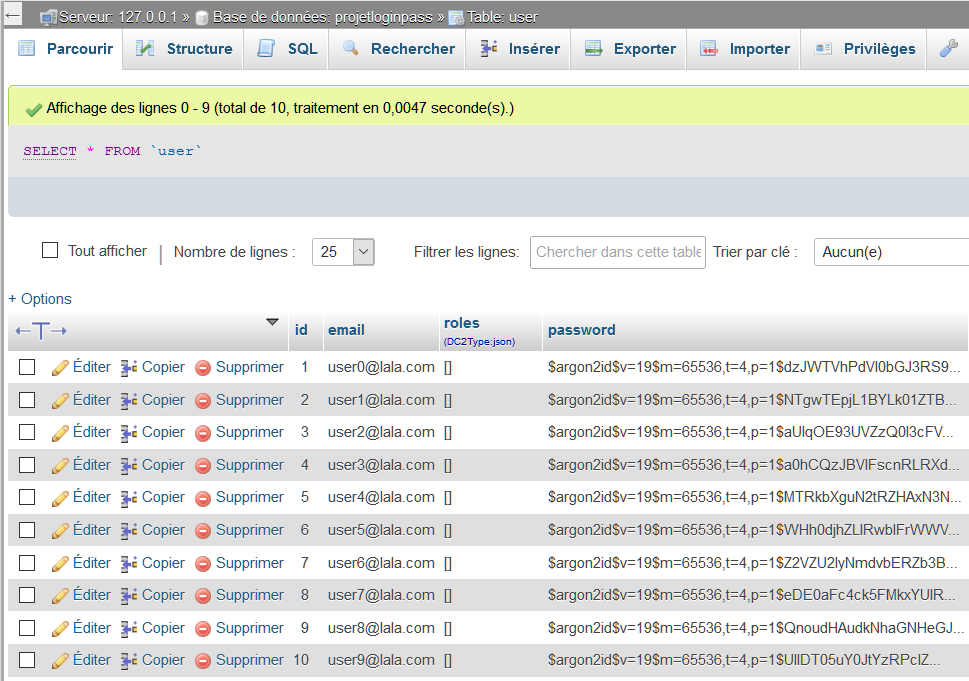 Serveur: 127.0.0.1 » Base de données: projetloginpass » Table: user
Parcourir Structure SQL Rechercher Insérer Exporter Importer Privilèges
Affichage des lignes 0 - 9 (total de 10, traitement en 0,0047 seconde(s).)
SELECT * FROM `user`
Tout afficher | Nombre de lignes : 25 Filtrer les lignes: Chercher dans cette table Trier par clé : Aucun(e)
+ Options
←T→ id email roles (DC2Type:json) password
Éditer Copier Supprimer 1 user0@lala.com [] $argon2id$v=19$m=65536,t=4,p=1$dzJWTVhPdVl0bGJ3RS9...
Éditer Copier Supprimer 2 user1@lala.com [] $argon2id$v=19$m=65536,t=4,p=1$NTgwTEpjL1BYLk01ZTB...
Éditer Copier Supprimer 3 user2@lala.com [] $argon2id$v=19$m=65536,t=4,p=1$aUlqOE93UVZzQ0l3cFV...
Éditer Copier Supprimer 4 user3@lala.com [] $argon2id$v=19$m=65536,t=4,p=1$a0hCQzJBVlFscnRLRXd...
Éditer Copier Supprimer 5 user4@lala.com [] $argon2id$v=19$m=65536,t=4,p=1$MTRkbXguN2tRZHAxN3N...
Éditer Copier Supprimer 6 user5@lala.com [] $argon2id$v=19$m=65536,t=4,p=1$WHh0djhZLlRwblFrWWV...
Éditer Copier Supprimer 7 user6@lala.com [] $argon2id$v=19$m=65536,t=4,p=1$Z2VZU2lyNmdvbERZb3B...
Éditer Copier Supprimer 8 user7@lala.com [] $argon2id$v=19$m=65536,t=4,p=1$eDE0aFc4ck5FMkxYUlR...
Éditer Copier Supprimer 9 user8@lala.com [] $argon2id$v=19$m=65536,t=4,p=1$QnoudHAudkNhaGNHeGJ...
Éditer Copier Supprimer 10 user9@lala.com [] $argon2id$v=19$m=65536,t=4,p=1$UllDT05uY0JtYzRPclZ...